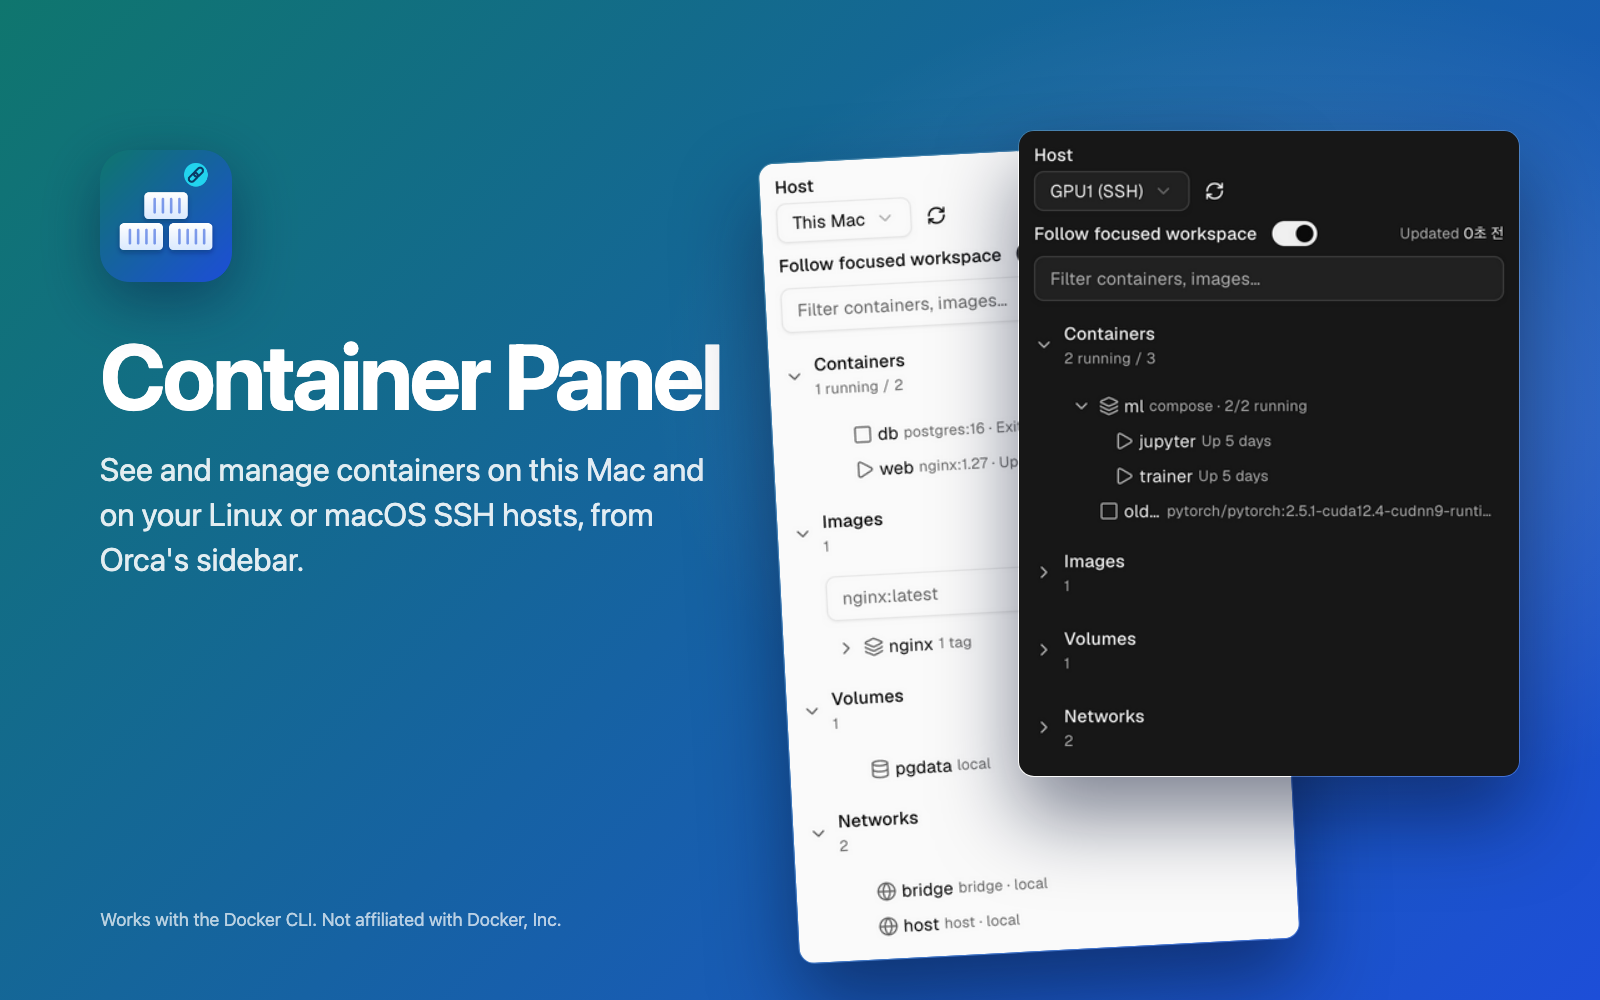 Container Panel
See and manage containers on this Mac and
on your Linux or macOS SSH hosts, from
Orca's sidebar.
Works with the Docker CLI. Not affiliated with Docker, Inc.
Host
This Mac
Follow focused workspace
Filter containers, images...
Containers
1 running / 2
db postgres:16 ·
web nginx:1.27 · Up
Images
1
nginx:latest
nginx 1 tag
Volumes
1
pgdata local
Networks
2
bridge bridge · local
host host · local
Host
GPU1 (SSH)
Follow focused workspace Updated 0초 전
Filter containers, images...
Containers
2 running / 3
ml compose · 2/2 running
jupyter Up 5 days
trainer Up 5 days
old... pytorch/pytorch:2.5.1-cuda12.4-cudnn9-runti...
Images
1
Volumes
1
Networks
2